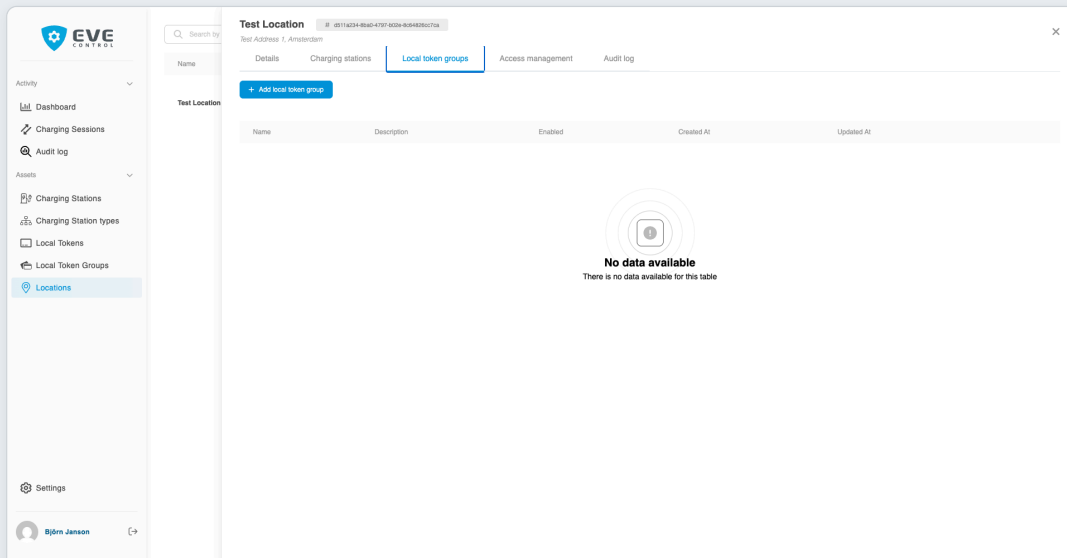 EVE
CONTROL
Activity
Dashboard
Charging Sessions
Audit log
Assets
Charging Stations
Charging Station types
Local Tokens
Local Token Groups
Locations
Settings
Björn Janson
Search by
Name
Test Location
Test Location
Test Address 1, Amsterdam
Details Charging stations Local token groups Access management Audit log
+ Add local token group
Name Description Enabled Created At Updated At
No data available
There is no data available for this table